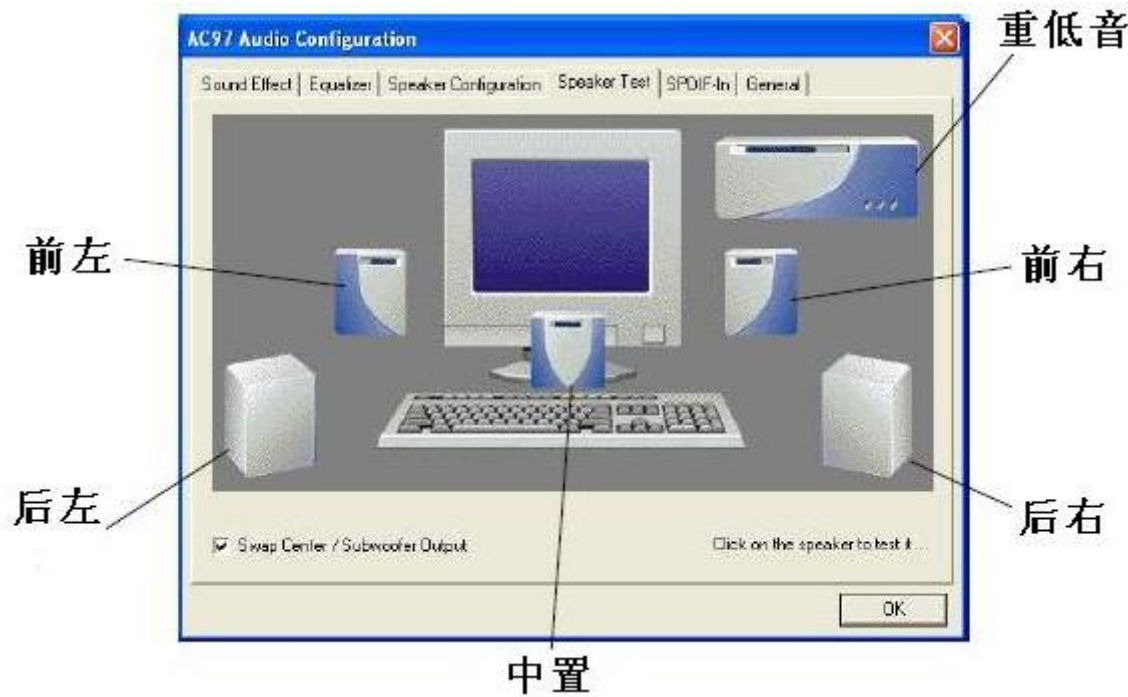 重低音
AC97 Audio Configuration
Sound Effect Equalizer Speaker Configuration Speaker Test SPDIF-In General
前左
前右
后左
后右
Swap Center / Subwoofer Output
Click on the speaker to test it...
OK
中置